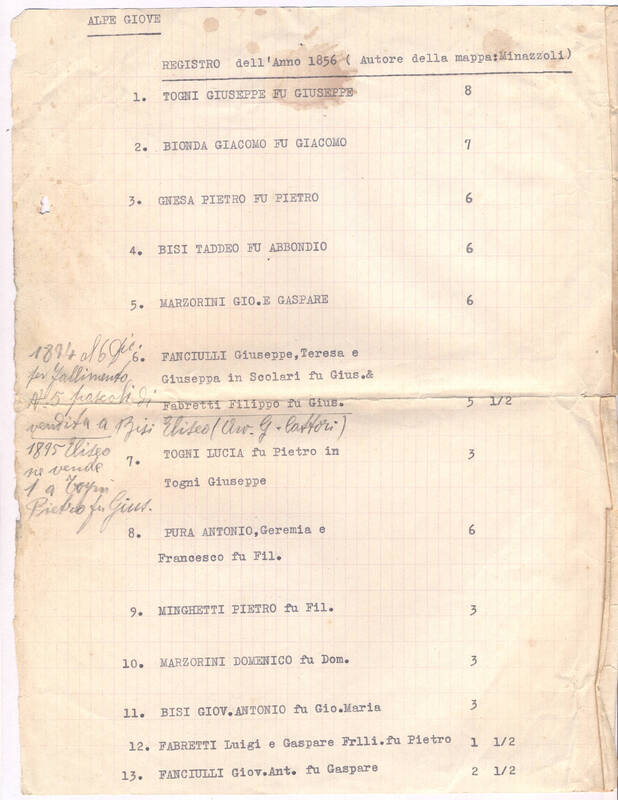 ALPE GIOVE
REGISTRO dell'Anno 1856 ( Autore della mappa:Minazzoli)
1. TOGNI GIUSEPPE FU GIUSEPPE 8
2. BIONDA GIACOMO FU GIACOMO 7
3. GNESA PIETRO FU PIETRO 6
4. BISI TADDEO FU ABBONDIO 6
5. MARZORINI GIO.E GASPARE 6
6. FANCIULLI Giuseppe,Teresa e
Giuseppa in Scolari fu Gius.&
Fabretti Filippo fu Gius. 5 1/2
1894 al 6 Dic.
per fallimento
N° 5 pascoli di
vendita a Bisi Eliseo (Avv. G. Cattori)
1895 Eliseo
ne vende
1 a Togni
Pietro fu Gius.
7. TOGNI LUCIA fu Pietro in 3
Togni Giuseppe
8. PURA ANTONIO,Geremia e 6
Francesco fu Fil.
9. MINGHETTI PIETRO fu Fil. 3
10. MARZORINI DOMENICO fu Dom. 3
11. BISI GIOV.ANTONIO fu Gio.Maria 3
12. FABRETTI Luigi e Gaspare Frlli.fu Pietro 1 1/2
13. FANCIULLI Giov.Ant. fu Gaspare 2 1/2